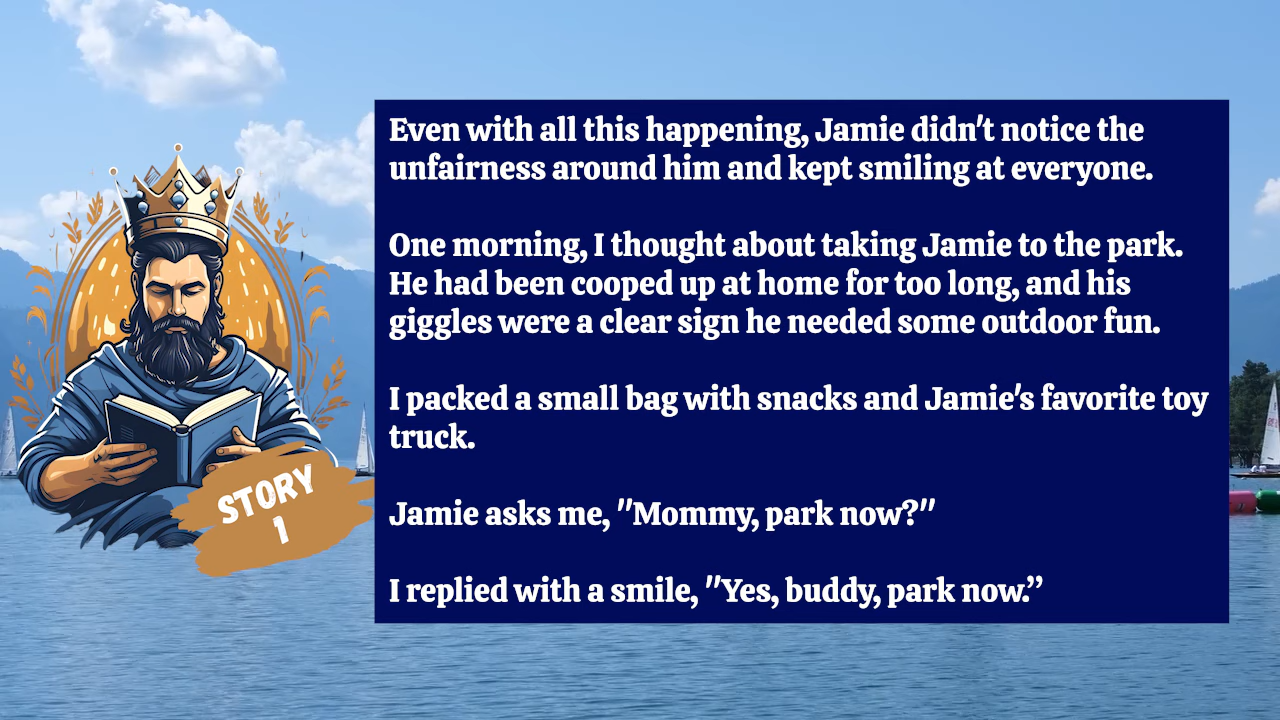 Even with all this happening, Jamie didn't notice the
unfairness around him and kept smiling at everyone.
One morning, I thought about taking Jamie to the park.
He had been cooped up at home for too long, and his
giggles were a clear sign he needed some outdoor fun.
I packed a small bag with snacks and Jamie's favorite toy
truck.
Jamie asks me, "Mommy, park now?"
I replied with a smile, "Yes, buddy, park now.”
STORY
1